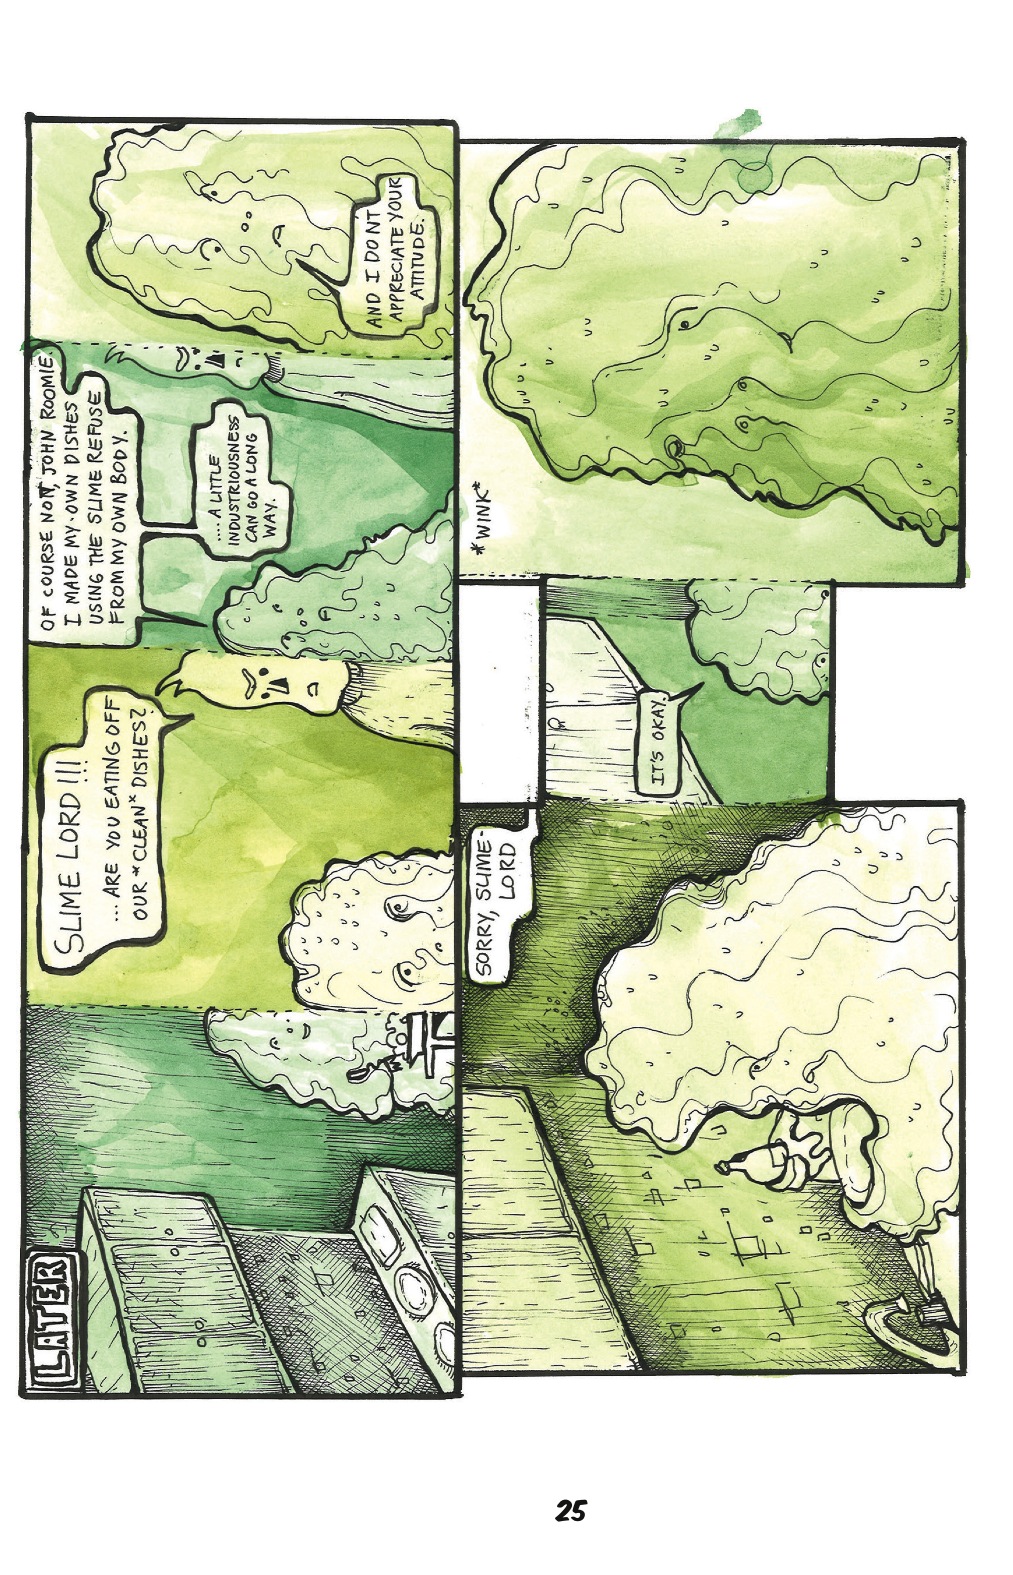 LATER
SLIME LORD!!!
... ARE YOU EATING OFF
OUR *CLEAN* DISHES?
OF COURSE NOT, JOHN ROOMIE.
I MADE MY OWN DISHES
USING THE SLIME REFUSE
FROM MY OWN BODY.
.... A LITTLE
INDUSTRIOUSNESS
CAN GO A LONG
WAY.
AND I DONT
APPRECIATE YOUR
ATTITUDE.
SORRY, SLIME-
LORD
IT'S OKAY.
*WINK*
25